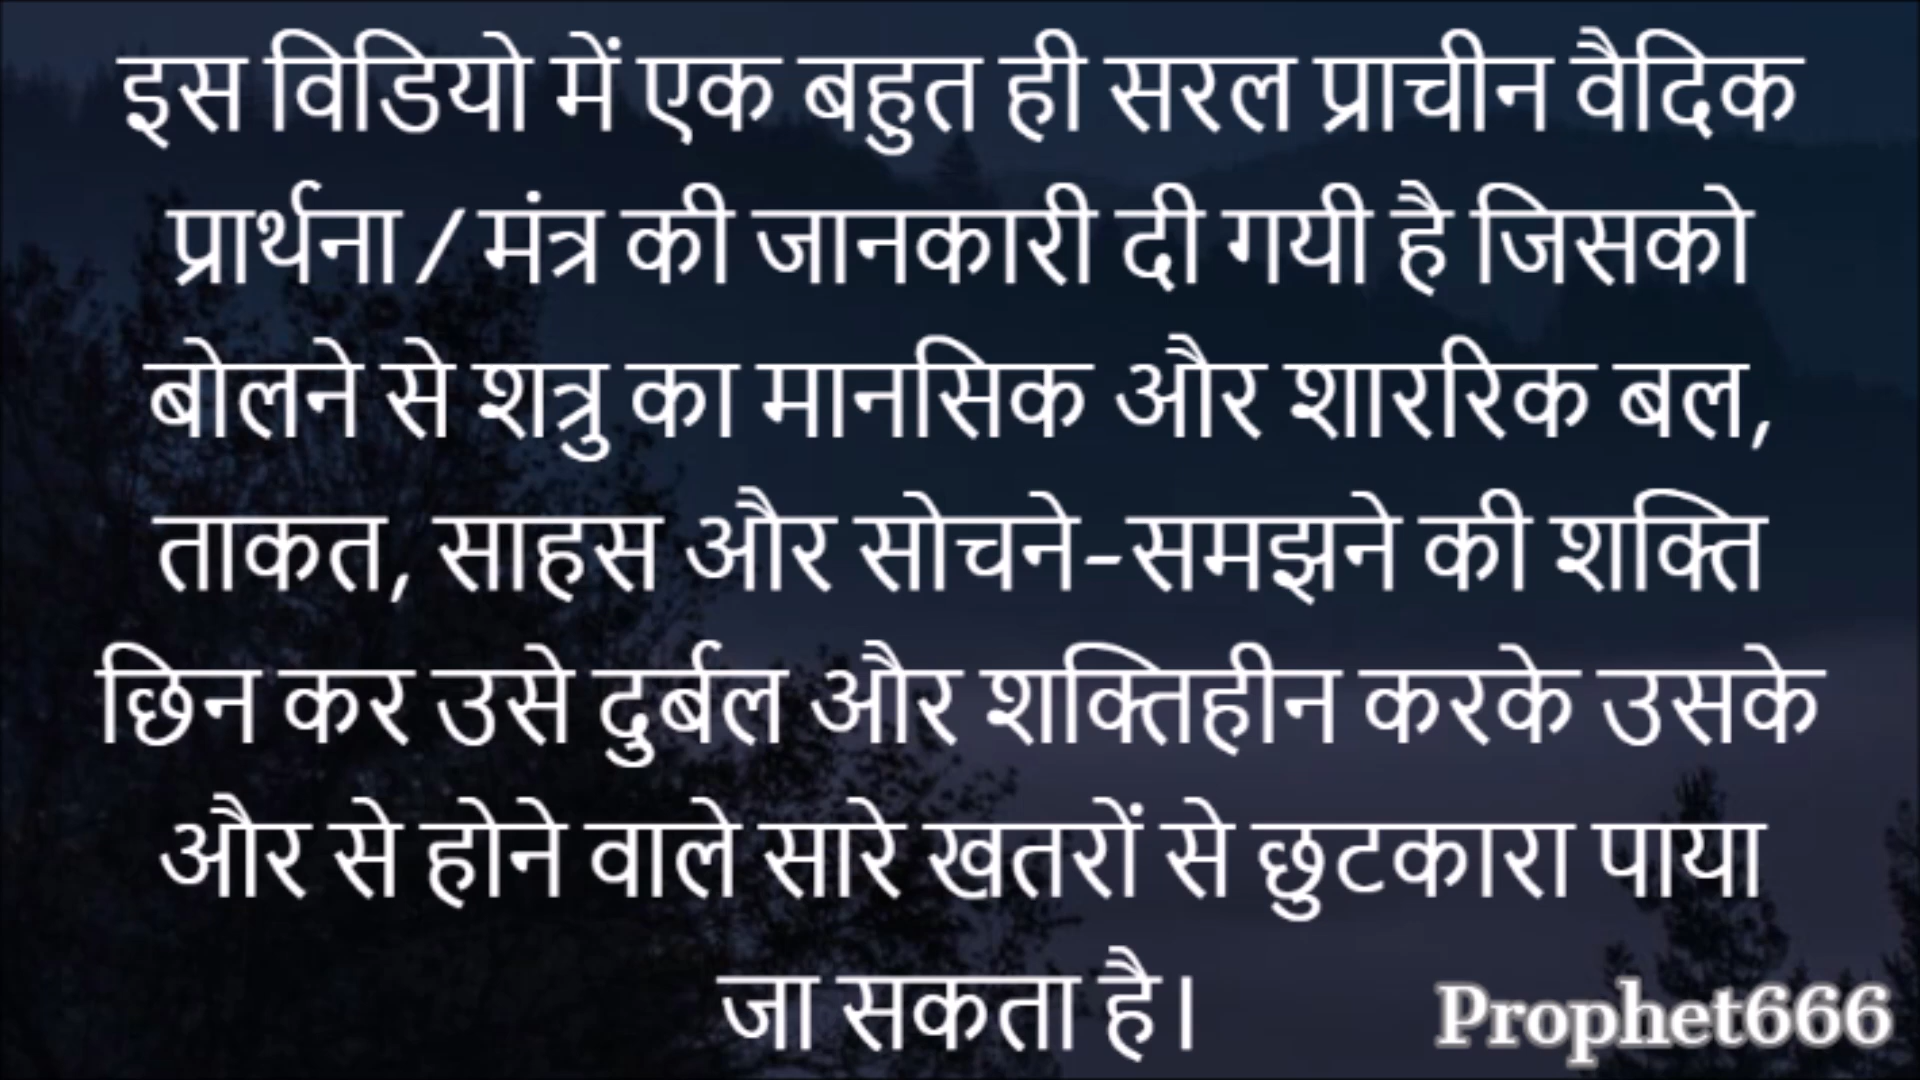 इस विडियो में एक बहुत ही सरल प्राचीन वैदिक
प्रार्थना / मंत्र की जानकारी दी गयी है जिसको
बोलने से शत्रु का मानसिक और शाररिक बल,
ताकत, साहस और सोचने-समझने की शक्ति
छिन कर उसे दुर्बल और शक्तिहीन करके उसके
और से होने वाले सारे खतरों से छुटकारा पाया
जा सकता है।
Prophet666